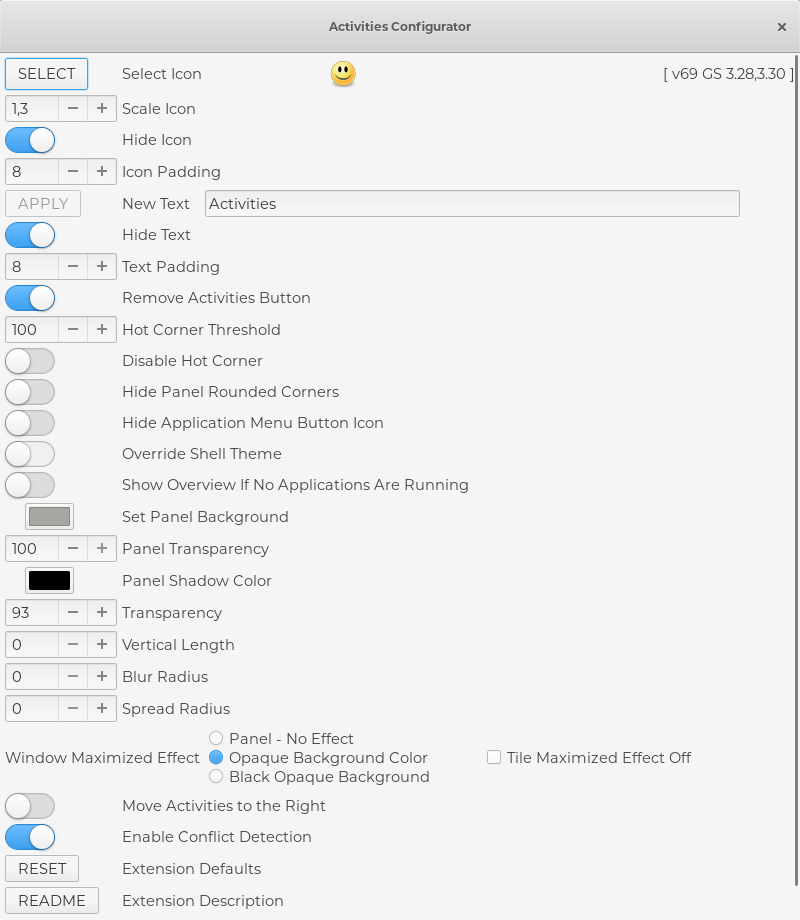 Activities Configurator
SELECT Select Icon [ v69 GS 3.28,3.30 ]
1,3 Scale Icon
Hide Icon
8 Icon Padding
APPLY New Text Activities
Hide Text
8 Text Padding
Remove Activities Button
100 Hot Corner Threshold
Disable Hot Corner
Hide Panel Rounded Corners
Hide Application Menu Button Icon
Override Shell Theme
Show Overview If No Applications Are Running
Set Panel Background
100 Panel Transparency
Panel Shadow Color
93 Transparency
0 Vertical Length
0 Blur Radius
0 Spread Radius
Panel - No Effect
Window Maximized Effect Opaque Background Color Tile Maximized Effect Off
Black Opaque Background
Move Activities to the Right
Enable Conflict Detection
RESET Extension Defaults
README Extension Description